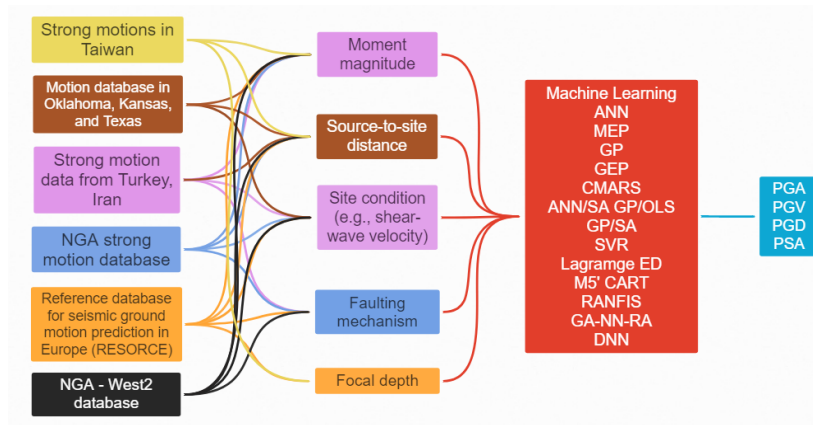 Strong motions in
Taiwan
Motion database in
Oklahoma, Kansas,
and Texas
Strong motion
data from Turkey,
Iran
NGA strong
motion database
Reference database
for seismic ground
motion prediction in
Europe (RESORCE)
NGA - West2
database
Moment
magnitude
Source-to-site
distance
Site condition
(e.g., shear-
wave velocity)
Faulting
mechanism
Focal depth
Machine Learning
ANN
MEP
GP
GEP
CMARS
ANN/SA GP/OLS
GP/SA
SVR
Lagramge ED
M5' CART
RANFIS
GA-NN-RA
DNN
PGA
PGV
PGD
PSA